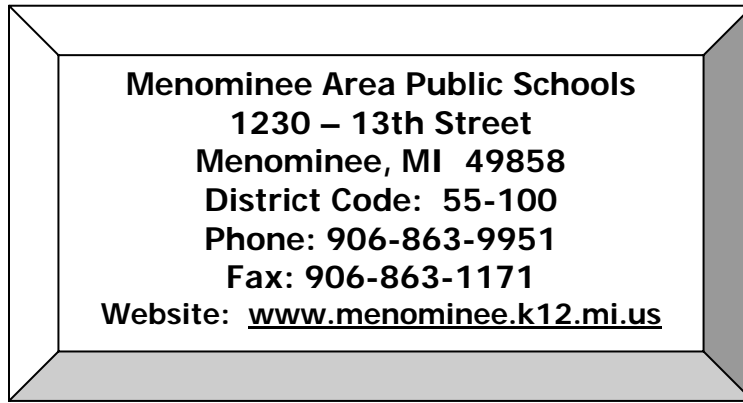 Menominee Area Public Schools
1230 – 13th Street
Menominee, MI  49858
District Code:  55-100
Phone: 906-863-9951
Fax: 906-863-1171
Website:  www.menominee.k12.mi.us